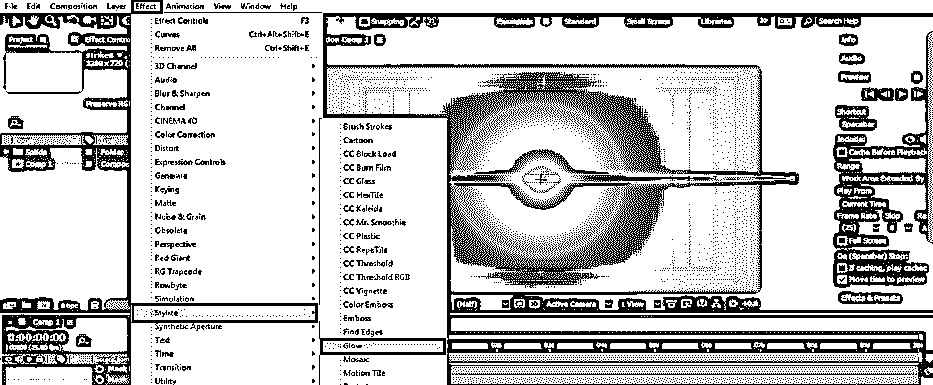 File Edit Composition Layer Effect Animation View Window Help
Effect Controls F3
Curves Ctrl+Alt+Shift+E
Remove All Ctrl+Shift+E
3D Channel
Audio
Blur & Sharpen
Channel
CINEMA 4D
Color Correction
Distort
Expression Controls
Generate
Keying
Matte
Noise & Grain
Obsolete
Perspective
Red Giant
RG Trapcode
Rowbyte
Simulation
Stylize
Synthetic Aperture
Text
Time
Transition
Utility
Brush Strokes
Cartoon
CC Block Load
CC Burn Film
CC Glass
CC HexTile
CC Kaleida
CC Mr. Smoothie
CC Plastic
CC RepeTile
CC Threshold
CC Threshold RGB
CC Vignette
Color Emboss
Emboss
Find Edges
Glow
Mosaic
Motion Tile
Snapping
Essentials Standard Small Screen Libraries Search Help
Project Effect Contro
Preserve RG
Solids Folder
Comp 1
(Half) Active Camera 1 View
Comp 1
0:00:00:00
Info
Audio
Preview
Shortcut
Spacebar
Include:
Cache Before Playback
Range
Work Area Extended By
Play From
Current Time
Frame Rate Skip
(25)
Full Screen
On (Spacebar) Stop:
If caching, play cached
Move time to preview
Effects & Presets